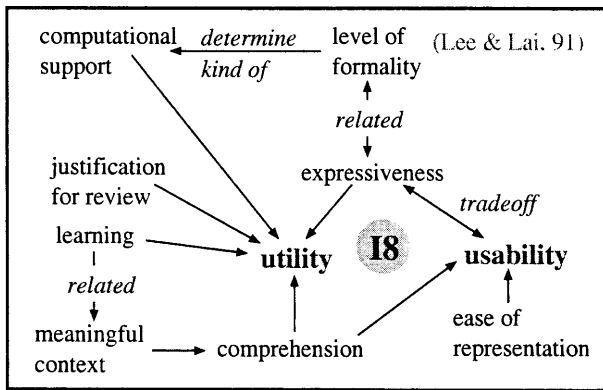 computational
support
determine
kind of
level of
formality
(Lee & Lai, 91)
related
justification
for review
expressiveness
tradeoff
learning
utility
I8
usability
related
meaningful
context
comprehension
ease of
representation